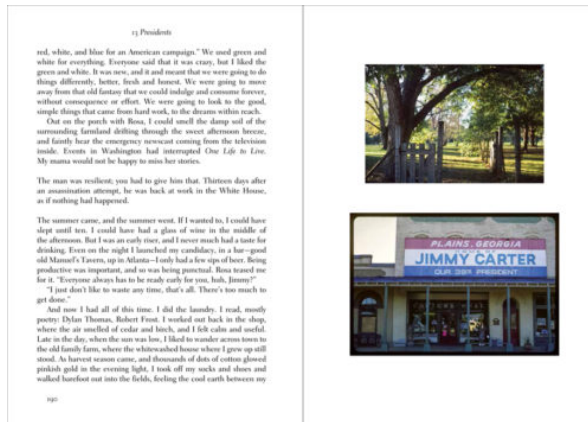 13 Presidents
red, white, and blue for an American campaign." We used green and
white for everything. Everyone said that it was crazy, but I liked the
green and white. It was new, and it meant that we were going to do
things differently, better, fresh and honest. We were going to move
away from that old fantasy that we could indulge and consume forever,
without consequence or effort. We were going to look to the good,
simple things that came from hard work, to the dreams within reach.
Out on the porch with Rosa, I could smell the damp soil of the
surrounding farmland drifting through the sweet afternoon breeze,
and faintly hear the emergency newscast coming from the television
inside. Events in Washington had interrupted One Life to Live.
My mama would not be happy to miss her stories.
The man was resilient; you had to give him that. Thirteen days after
an assassination attempt, he was back at work in the White House,
as if nothing had happened.
The summer came, and the summer went. If I wanted to, I could have
slept until ten. I could have had a glass of wine in the middle of
the afternoon. But I was an early riser, and I never much had a taste for
drinking. Even on the night I launched my candidacy, in a bar—good
old Manuel's Tavern, up in Atlanta—I only had a few sips of beer. Being
productive was important, and so was being punctual. Rosa teased me
for it. "Everyone always has to be ready early for you, huh, Jimmy?"
"I just don't like to waste any time, that's all. There's too much to
get done."
And now I had all of this time. I did the laundry. I read, mostly
poetry: Dylan Thomas, Robert Frost. I worked out back in the shop,
where the air smelled of cedar and birch, and I felt calm and useful.
Late in the day, when the sun was low, I liked to wander across town to
the old family farm, where the whitewashed house where I grew up still
stood. As harvest season came, and thousands of dots of cotton glowed
pinkish gold in the evening light, I took off my socks and shoes and
walked barefoot out into the fields, feeling the cool earth between my
190
PLAINS, GEORGIA
JIMMY CARTER
OUR 39th PRESIDENT